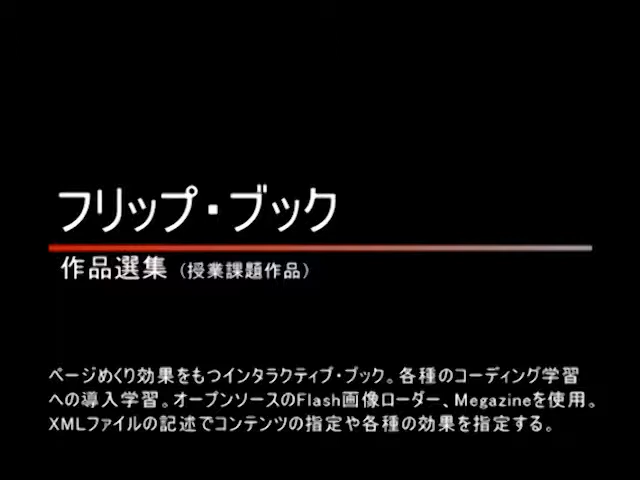 フリップ・ブック
作品選集（授業課題作品）
ページめくり効果をもつインタラクティブ・ブック。各種のコーディング学習
への導入学習。オープンソースのFlash画像ローダー、Megazineを使用。
XMLファイルの記述でコンテンツの指定や各種の効果を指定する。